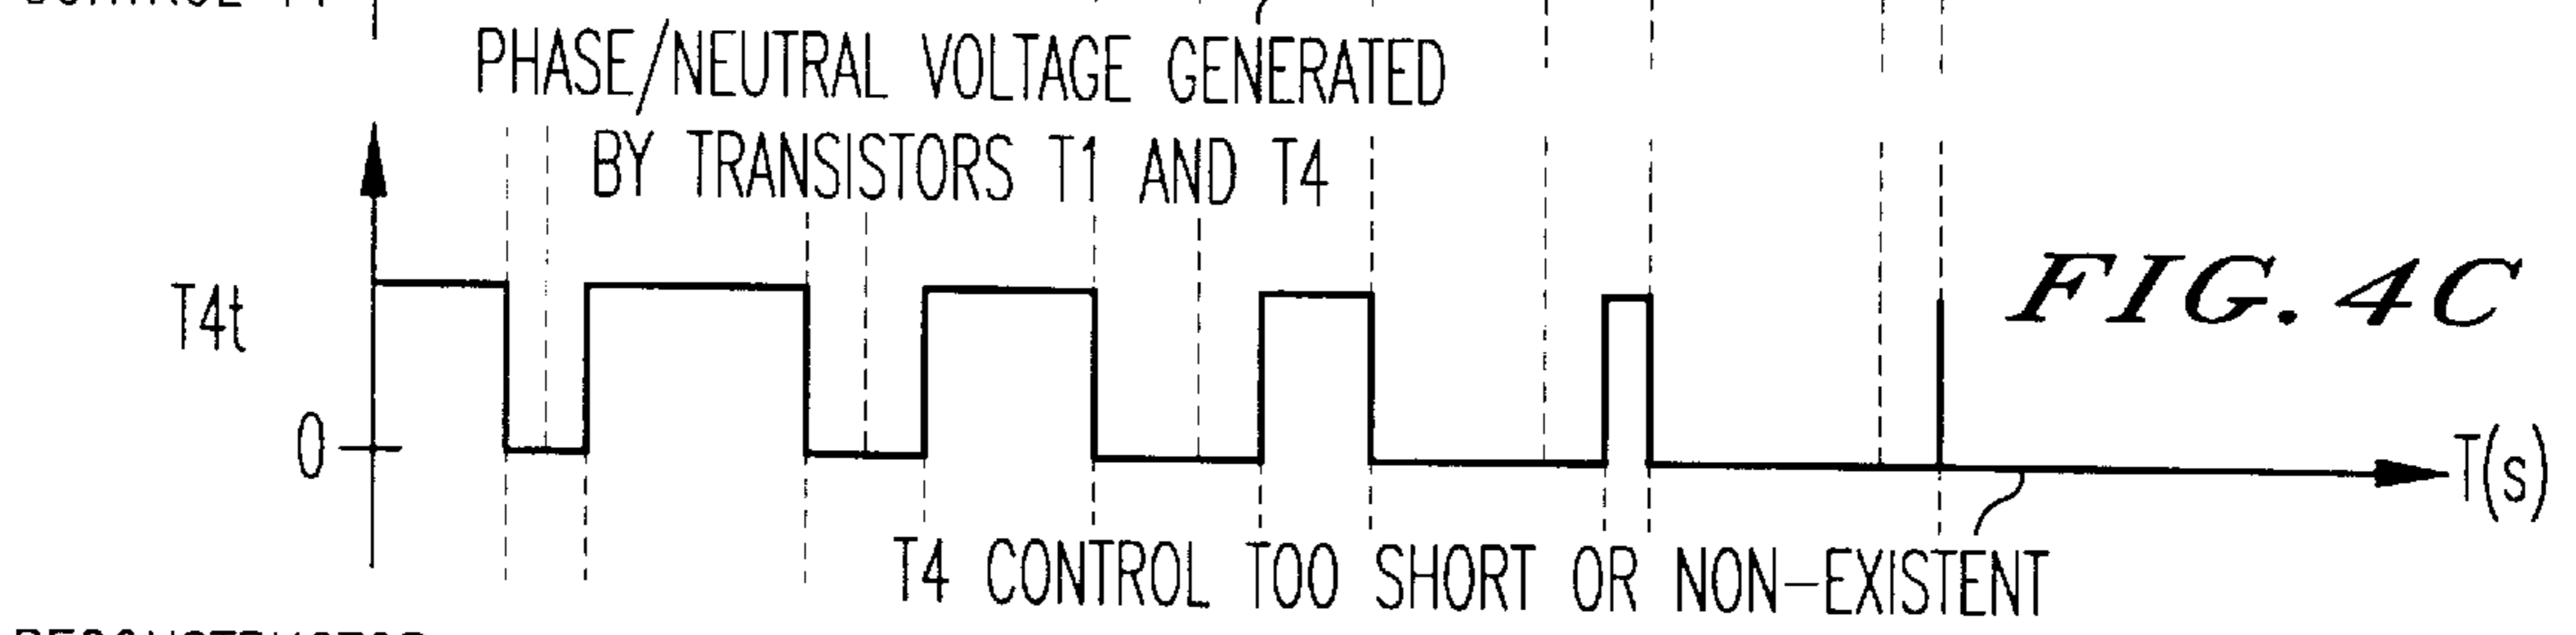 PHASE/NEUTRAL VOLTAGE GENERATED
BY TRANSISTORS T1 AND T4
T4t
FIG. 4C
0
T(s)
T4 CONTROL TOO SHORT OR NON-EXISTENT